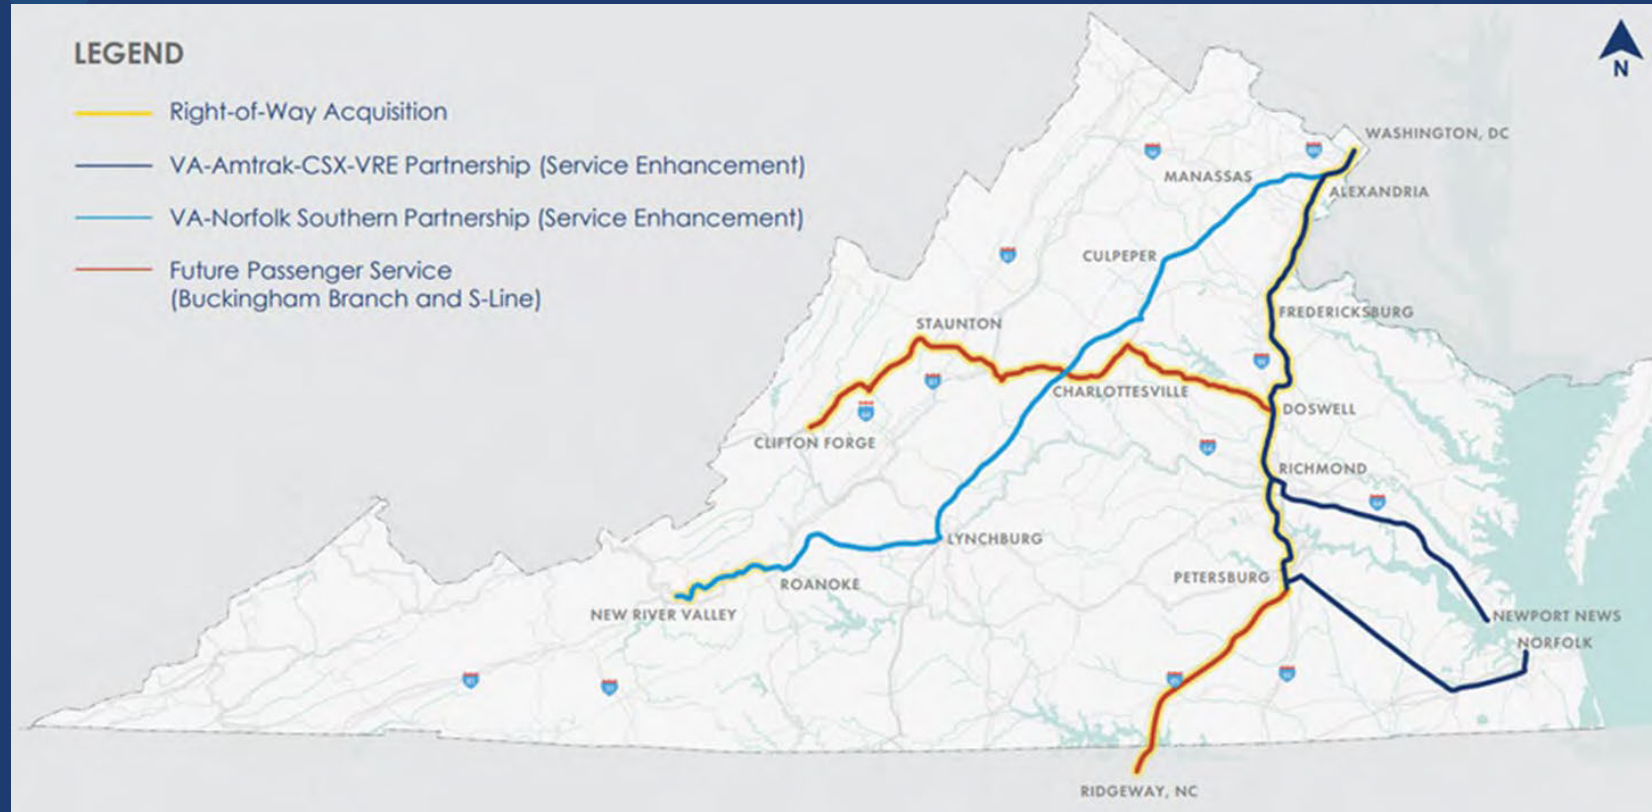 LEGEND
Right-of-Way Acquisition
VA-Amtrak-CSX-VRE Partnership (Service Enhancement)
VA-Norfolk Southern Partnership (Service Enhancement)
Future Passenger Service
(Buckingham Branch and S-Line)
N
WASHINGTON, DC
MANASSAS
ALEXANDRIA
CULPEPER
FREDERICKSBURG
STAUNTON
CHARLOTTESVILLE
DOSWELL
CLIFTON FORGE
RICHMOND
LYNCHBURG
PETERSBURG
ROANOKE
NEW RIVER VALLEY
NEWPORT NEWS
NORFOLK
RIDGEWAY, NC